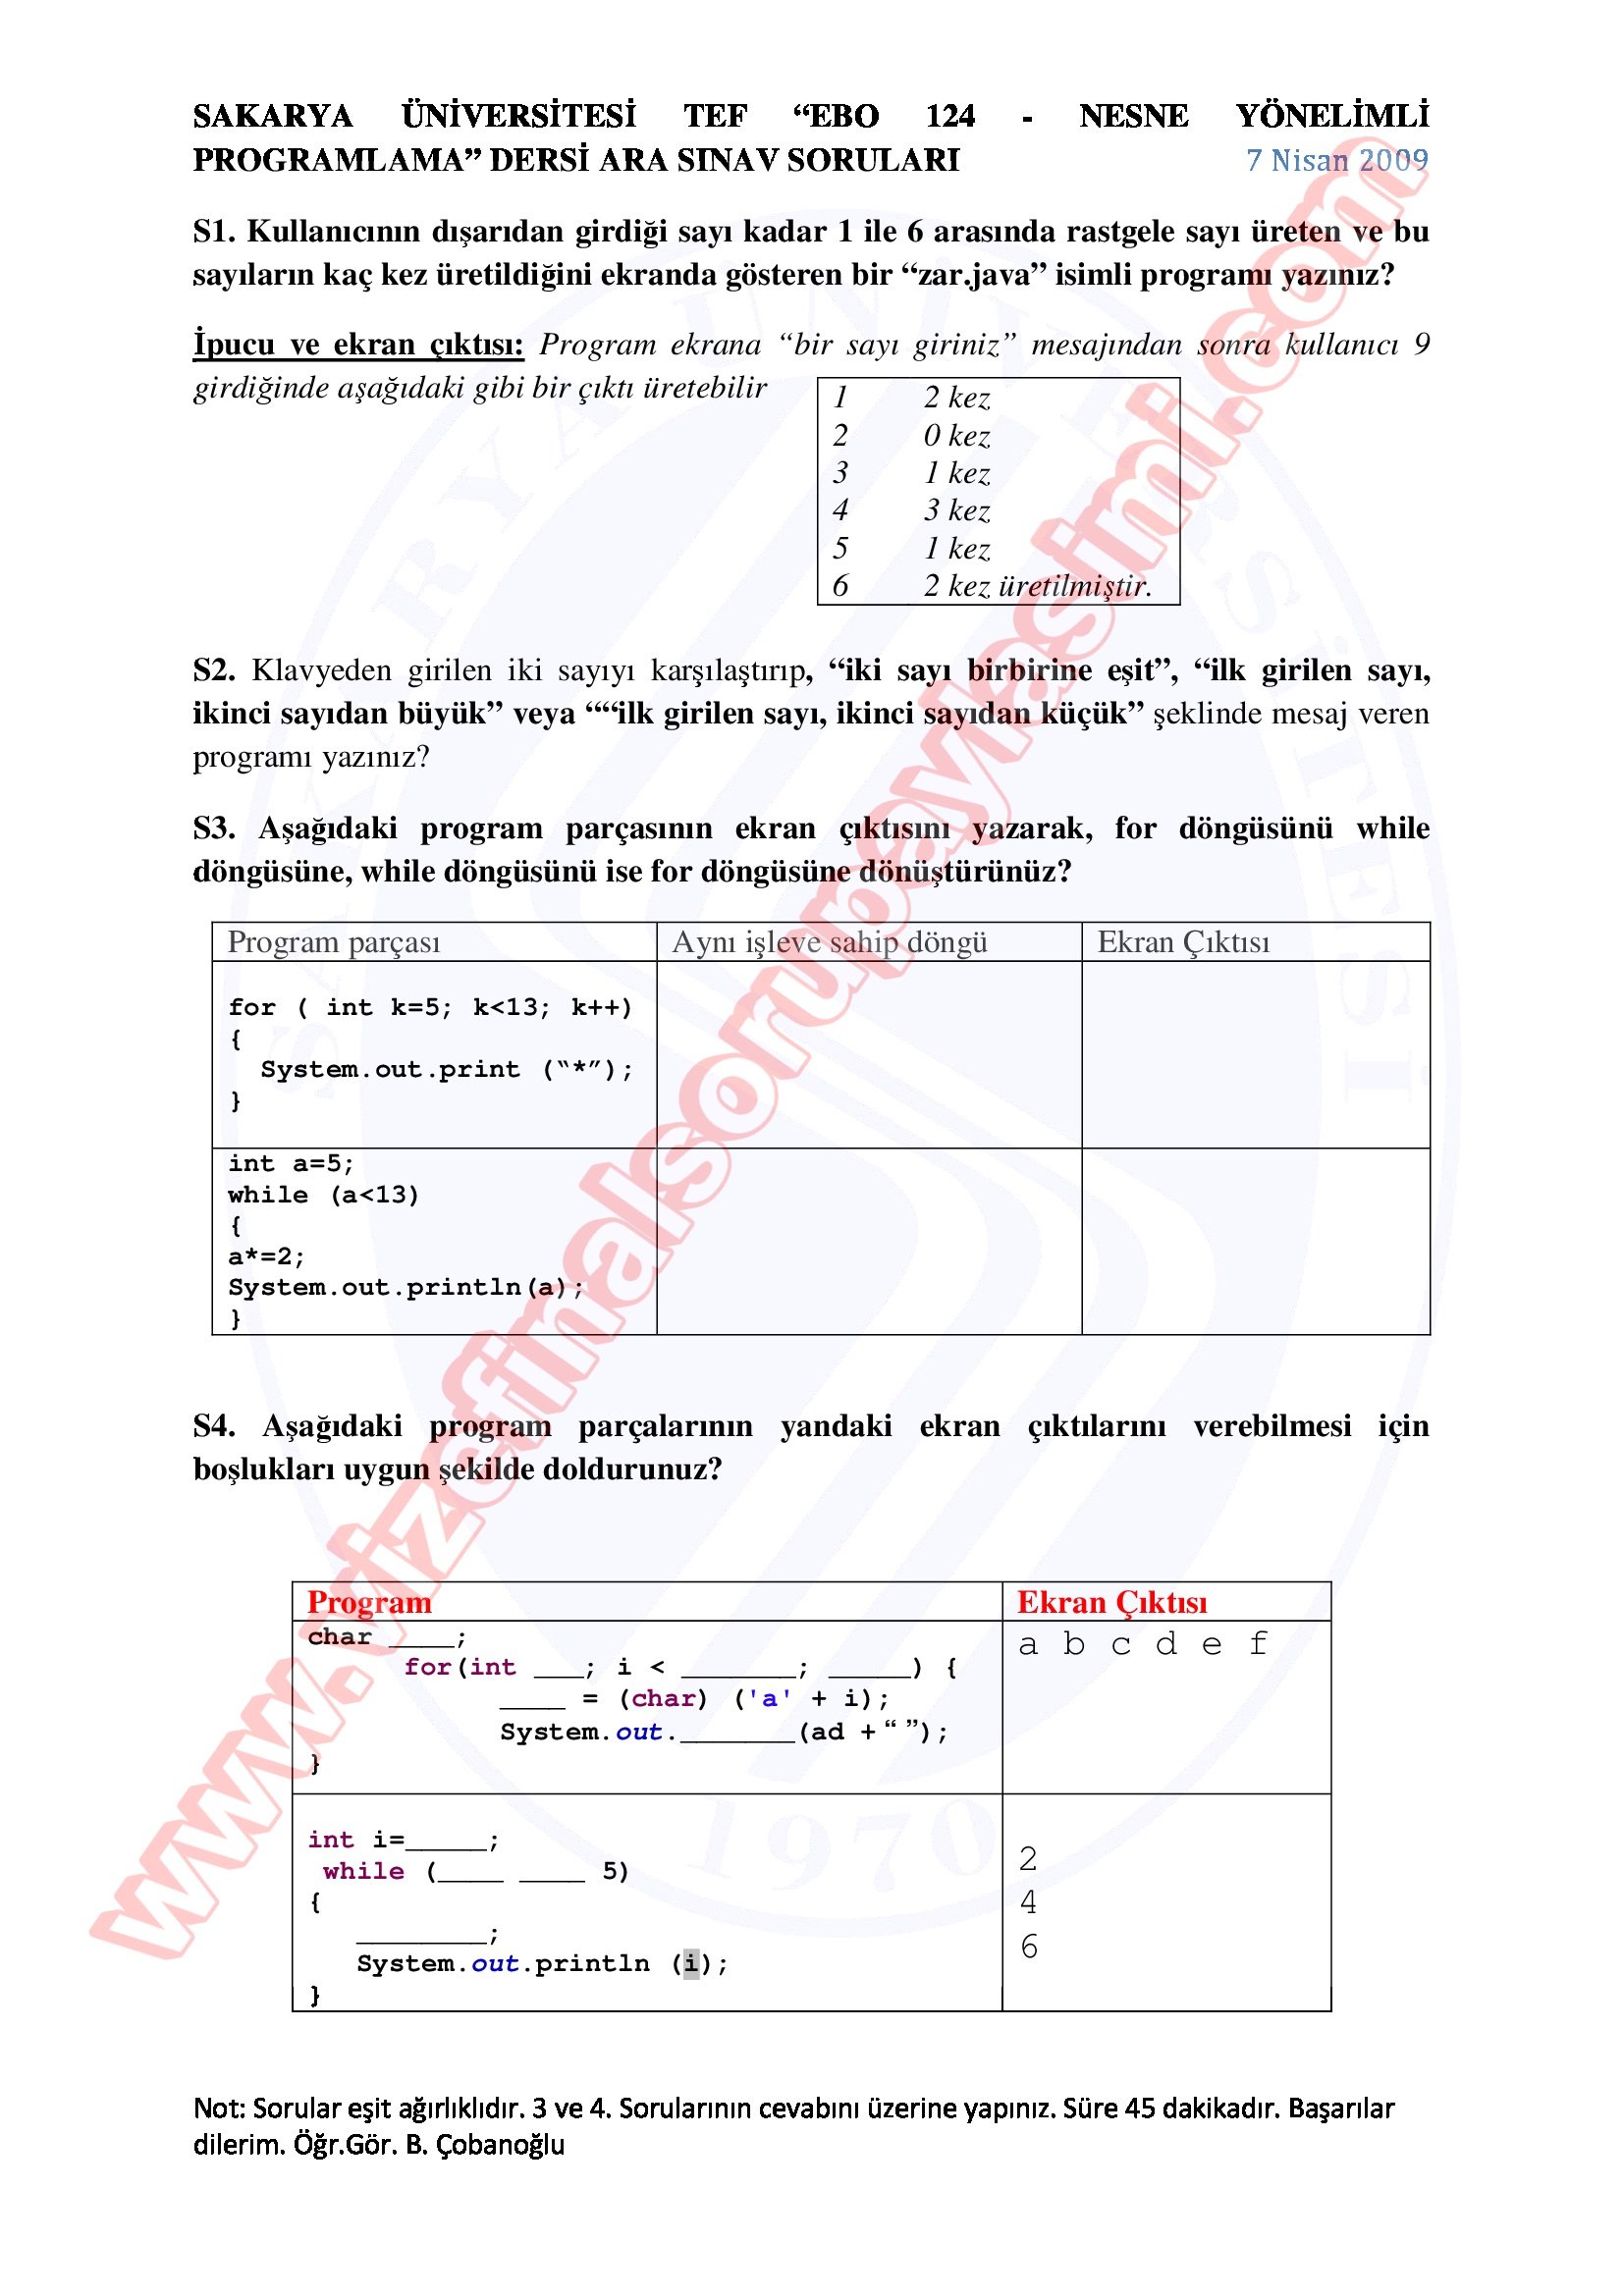 SAKARYA ÜNİVERSİTESİ TEF “EBO 124 - NESNE YÖNELİMLİ
PROGRAMLAMA” DERSİ ARA SINAV SORULARI 7 Nisan 2009
S1. Kullanıcının dışarıdan girdiği sayı kadar 1 ile 6 arasında rastgele sayı üreten ve bu
sayıların kaç kez üretildiğini ekranda gösteren bir “zar.java” isimli programı yazınız?
İpucu ve ekran çıktısı: Program ekrana “bir sayı giriniz” mesajından sonra kullanıcı 9
girdiğinde aşağıdaki gibi bir çıktı üretebilir
1 2 kez
2 0 kez
3 1 kez
4 3 kez
5 1 kez
6 2 kez üretilmiştir.
S2. Klavyeden girilen iki sayıyı karşılaştırıp, “iki sayı birbirine eşit”, “ilk girilen sayı,
ikinci sayıdan büyük” veya ““ilk girilen sayı, ikinci sayıdan küçük” şeklinde mesaj veren
programı yazınız?
S3. Aşağıdaki program parçasının ekran çıktısını yazarak, for döngüsünü while
döngüsüne, while döngüsünü ise for döngüsüne dönüştürünüz?
Program parçası Aynı işleve sahip döngü Ekran Çıktısı
for ( int k=5; k<13; k++)
{
System.out.print (“*”);
}
int a=5;
while (a<13)
{
a*=2;
System.out.println(a);
}
S4. Aşağıdaki program parçalarının yandaki ekran çıktılarını verebilmesi için
boşlukları uygun şekilde doldurunuz?
Program Ekran Çıktısı
char ____; a b c d e f
for(int ___; i < _______; _____) {
____ = (char) ('a' + i);
System.out._______(ad + “ ”);
}
int i=_____;
while (____ ____ 5)
{
________;
System.out.println (i);
}
2
4
6
Not: Sorular eşit ağırlıklıdır. 3 ve 4. Sorularının cevabını üzerine yapınız. Süre 45 dakikadır. Başarılar
dilerim. Öğr.Gör. B. Çobanoğlu
www.vizefinalsorupaylasimi.com
SAKARYA ÜNİVERSİTESİ
1970